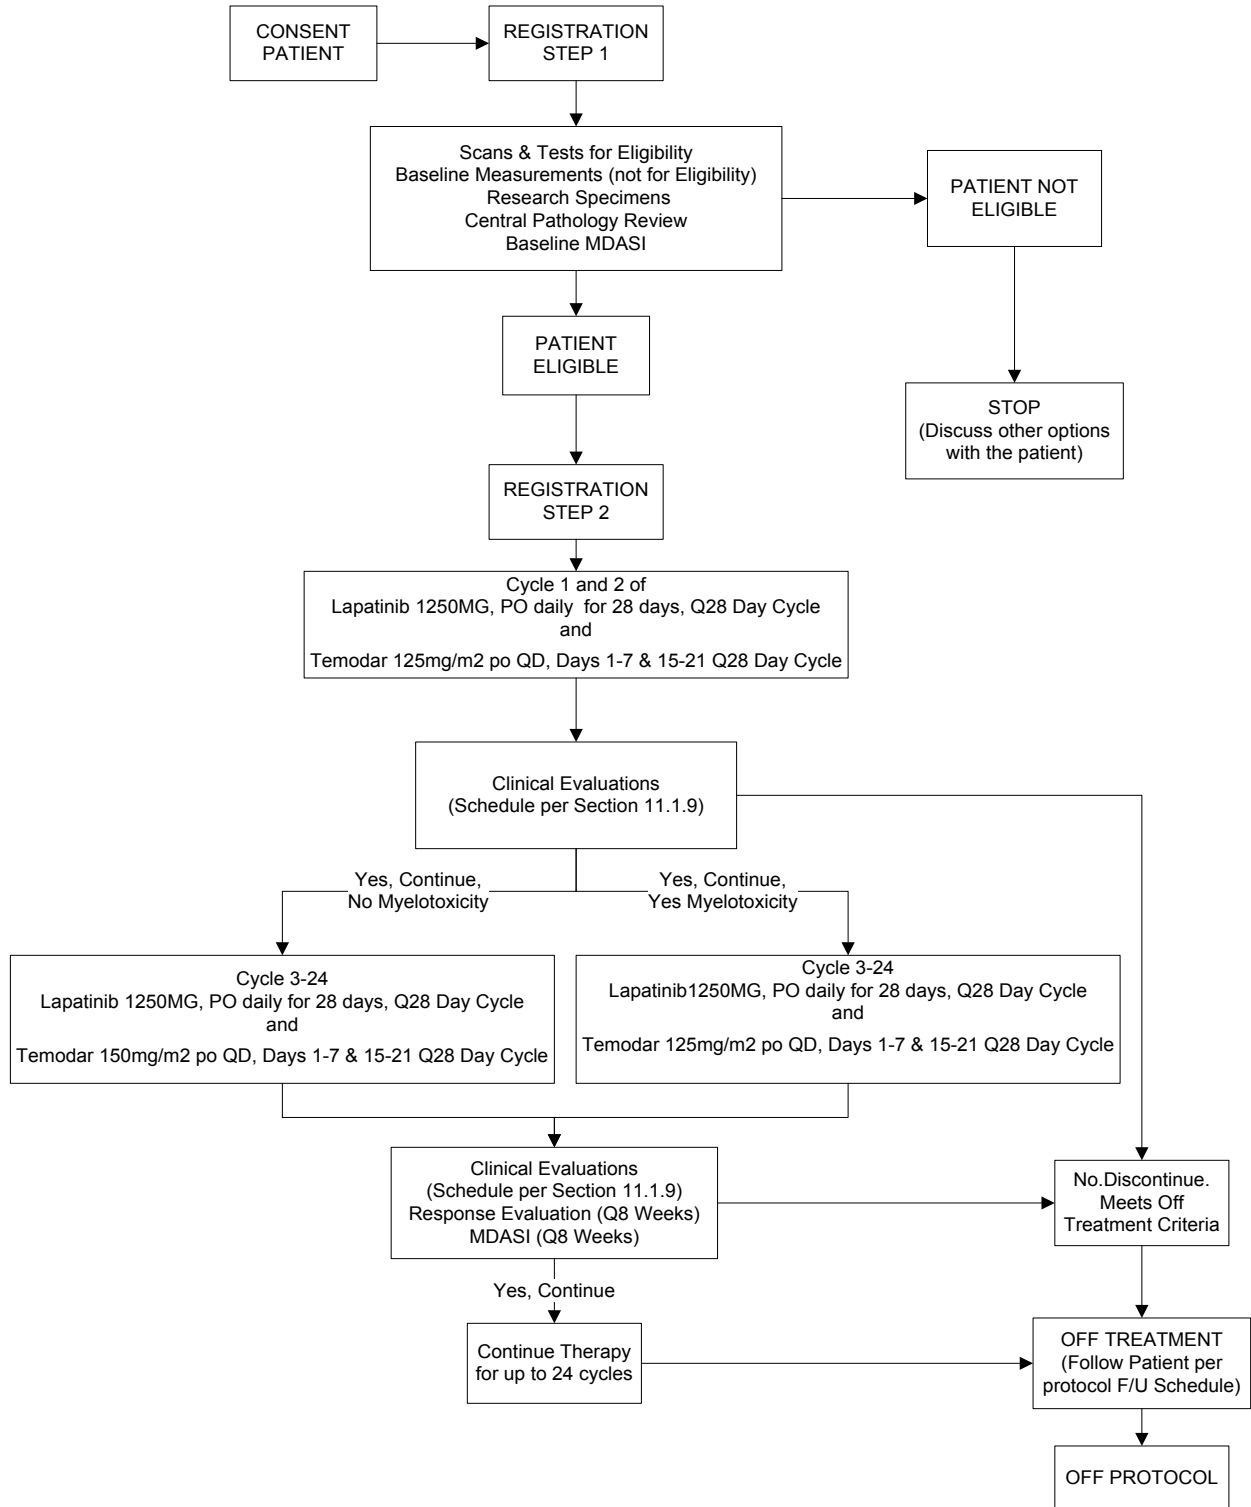 CONSENT
PATIENT
REGISTRATION
STEP 1
Scans & Tests for Eligibility
Baseline Measurements (not for Eligibility)
Research Specimens
Central Pathology Review
Baseline MDASI
PATIENT NOT
ELIGIBLE
PATIENT
ELIGIBLE
STOP
(Discuss other options
with the patient)
REGISTRATION
STEP 2
Cycle 1 and 2 of
Lapatinib 1250MG, PO daily  for 28 days, Q28 Day Cycle
and
Temodar 125mg/m2 po QD, Days 1-7 & 15-21 Q28 Day Cycle
Clinical Evaluations
(Schedule per Section 11.1.9)
Yes, Continue,
No Myelotoxicity
Yes, Continue,
Yes Myelotoxicity
Cycle 3-24
Lapatinib 1250MG, PO daily for 28 days, Q28 Day Cycle
and
Temodar 150mg/m2 po QD, Days 1-7 & 15-21 Q28 Day Cycle
Cycle 3-24
Lapatinib1250MG, PO daily for 28 days, Q28 Day Cycle
and
Temodar 125mg/m2 po QD, Days 1-7 & 15-21 Q28 Day Cycle
Clinical Evaluations
(Schedule per Section 11.1.9)
Response Evaluation (Q8 Weeks)
MDASI (Q8 Weeks)
No.Discontinue.
Meets Off
Treatment Criteria
Yes, Continue
Continue Therapy
for up to 24 cycles
OFF TREATMENT
(Follow Patient per
protocol F/U Schedule)
OFF PROTOCOL